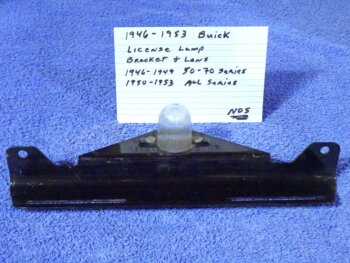 1946-1953 Buick
License Lamp
Bracket & Lens
1946-1949 50-70 Series
1950-1953 All Series
NOS